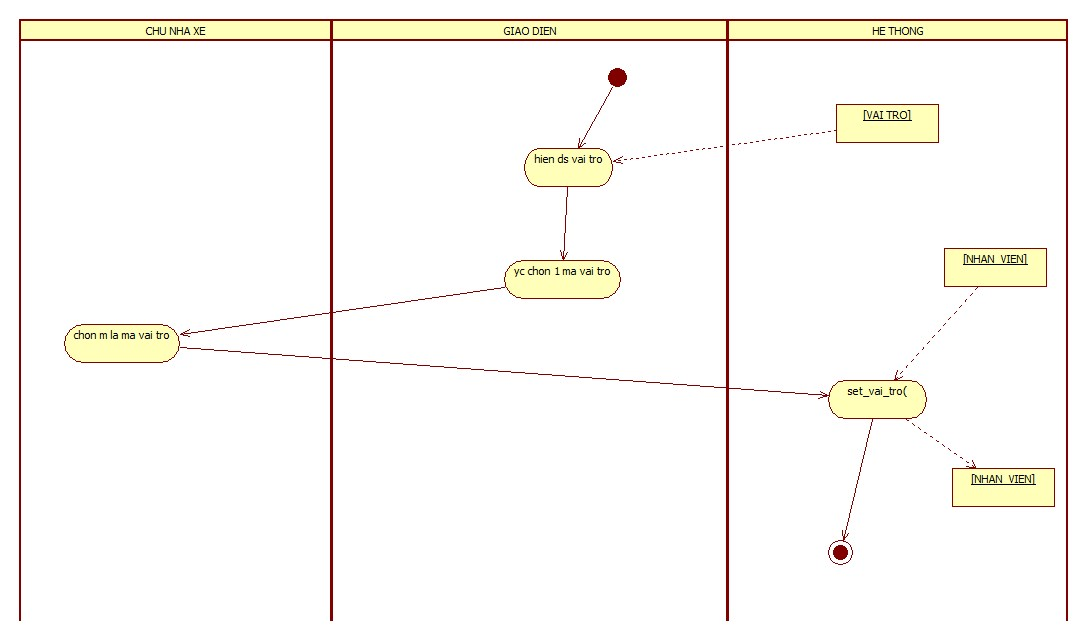 CHU NHA XE
GIAO DIEN
HE THONG
[VAI TRO]
hien ds vai tro
[NHAN_VIEN]
yc chon 1 ma vai tro
chon m la ma vai tro
set_vai_tro(
[NHAN_VIEN]